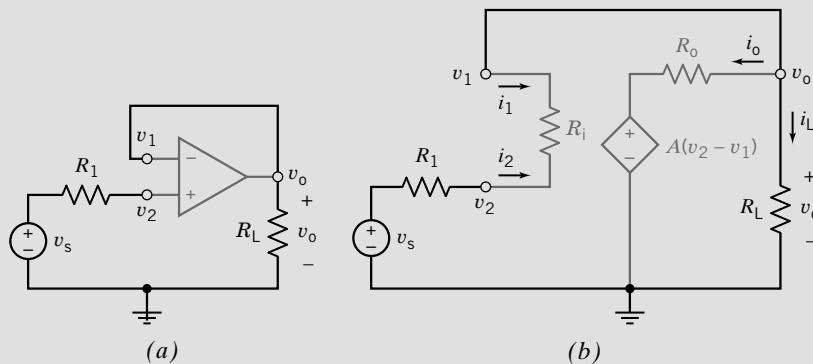 v1
R1
v2
+
−
−
+
vs
vo
RL
+
vo
−
(a)
v1
i1
Ri
R1
i2
v2
+
−
vs
Ro
io
vo
+
−
A(v2 − v1)
iL
RL
+
−
(b)